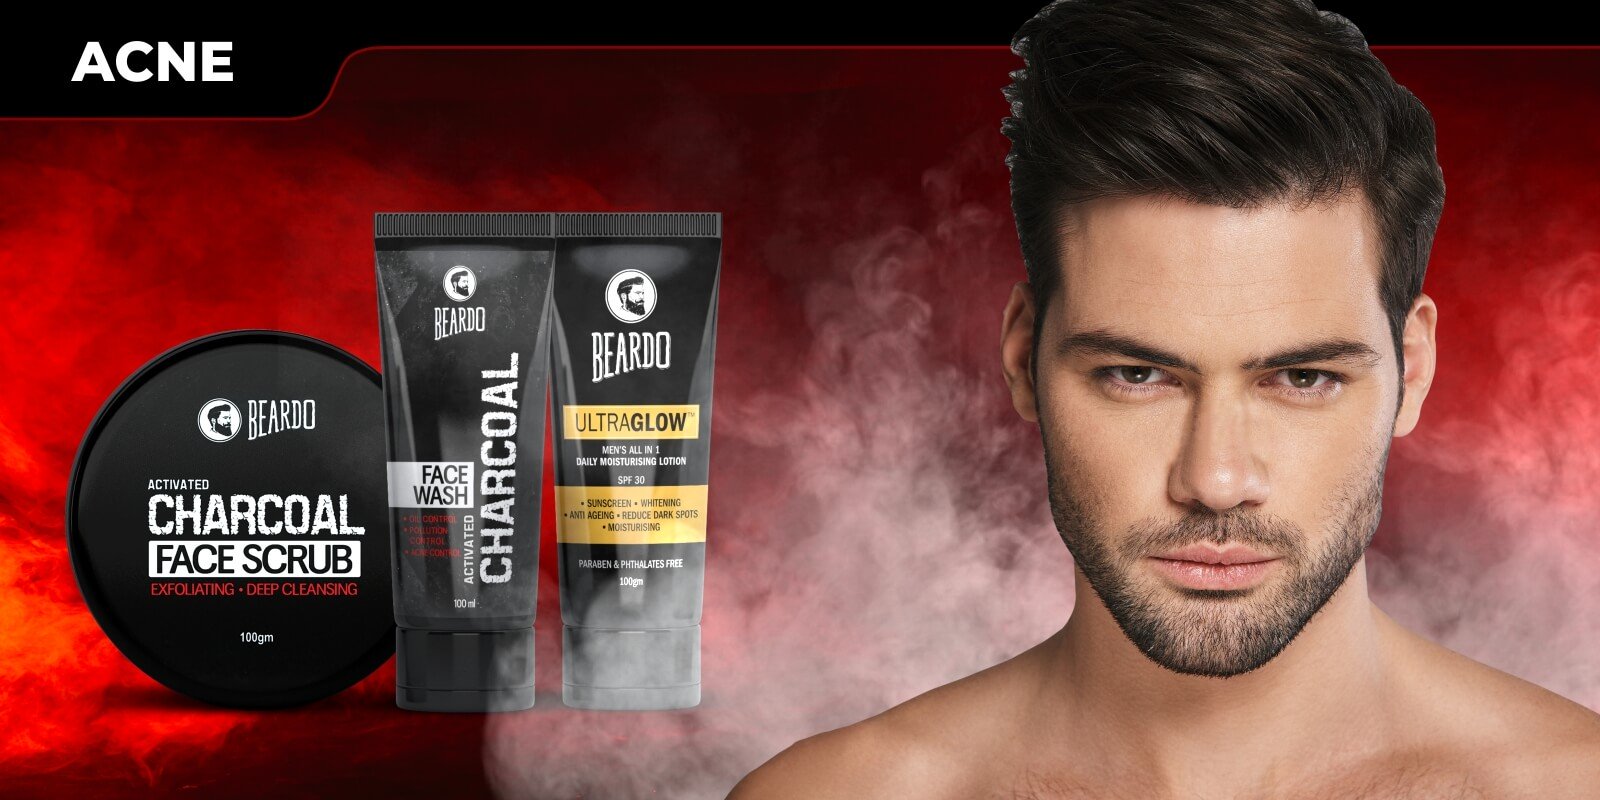 ACNE
BEARDO
ACTIVATED
CHARCOAL
FACE SCRUB
EXFOLIATING • DEEP CLEANSING
100gm
BEARDO
FACE
WASH
• OIL CONTROL
• POLLUTION
CONTROL
• ACNE CONTROL
ACTIVATED
CHARCOAL
100 ml
BEARDO
ULTRAGLOW™
MEN'S ALL IN 1
DAILY MOISTURISING LOTION
SPF 30
• SUNSCREEN • WHITENING
• ANTI AGEING • REDUCE DARK SPOTS
• MOISTURISING
PARABEN & PHTHALATES FREE
100gm